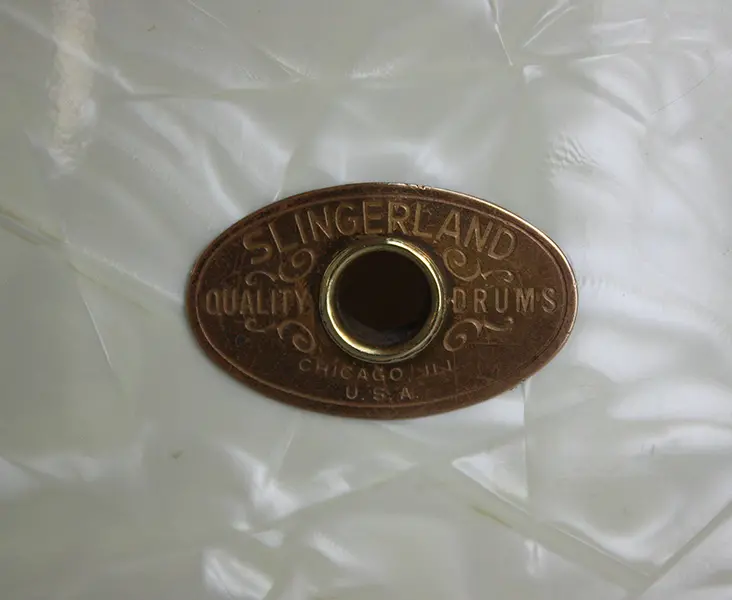 SLINGERLAND
QUALITY DRUMS
CHICAGO, ILL.
U.S.A.